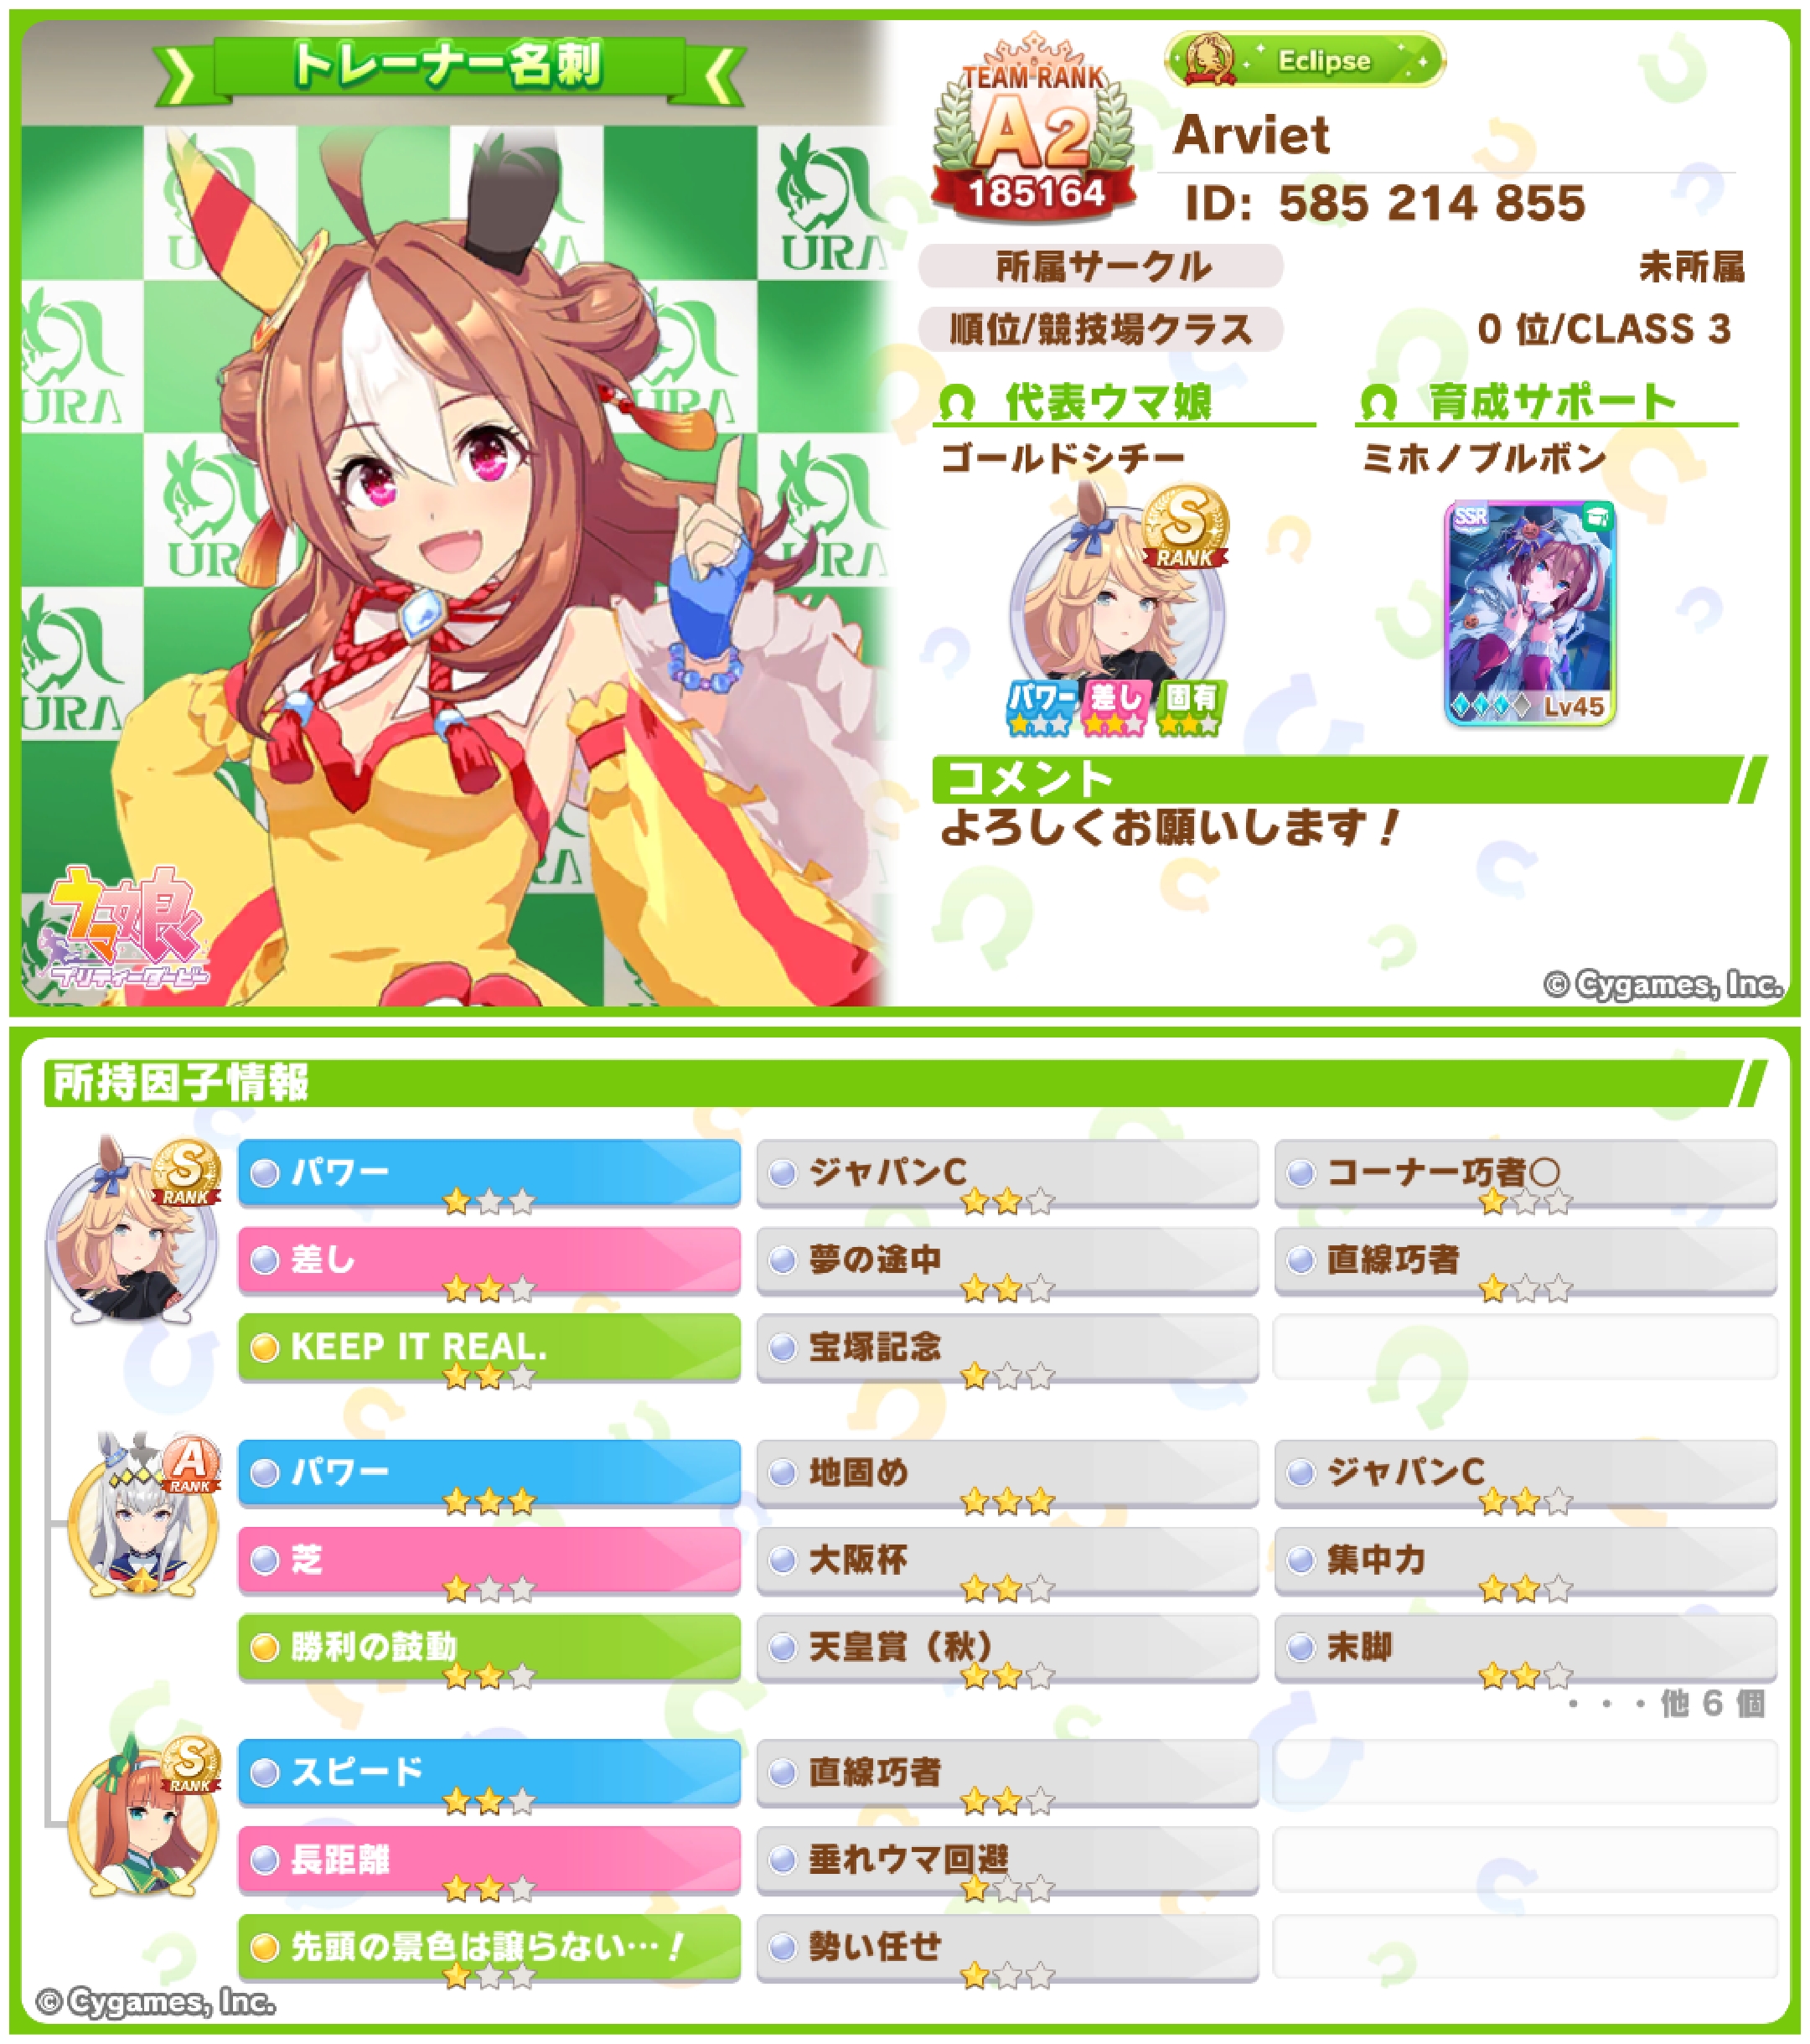 トレーナー名刺
TEAM RANK
A2
185164
Eclipse
Arviet
ID: 585 214 855
所属サークル 未所属
順位/競技場クラス 0 位/CLASS 3
代表ウマ娘 育成サポート
ゴールドシチー ミホノブルボン
S
RANK
SSR
パワー 差し 固有
Lv45
コメント
よろしくお願いします！
URA
URA
URA
URA
URA
URA
URA
ウマ娘
プリティーダービー
© Cygames, Inc.
所持因子情報
S
RANK
パワー ジャパンC コーナー巧者○
差し 夢の途中 直線巧者
KEEP IT REAL. 宝塚記念
A
RANK
パワー 地固め ジャパンC
芝 大阪杯 集中力
勝利の鼓動 天皇賞（秋） 末脚
・・・他 6 個
S
RANK
スピード 直線巧者
長距離 垂れウマ回避
先頭の景色は譲らない…！ 勢い任せ
© Cygames, Inc.